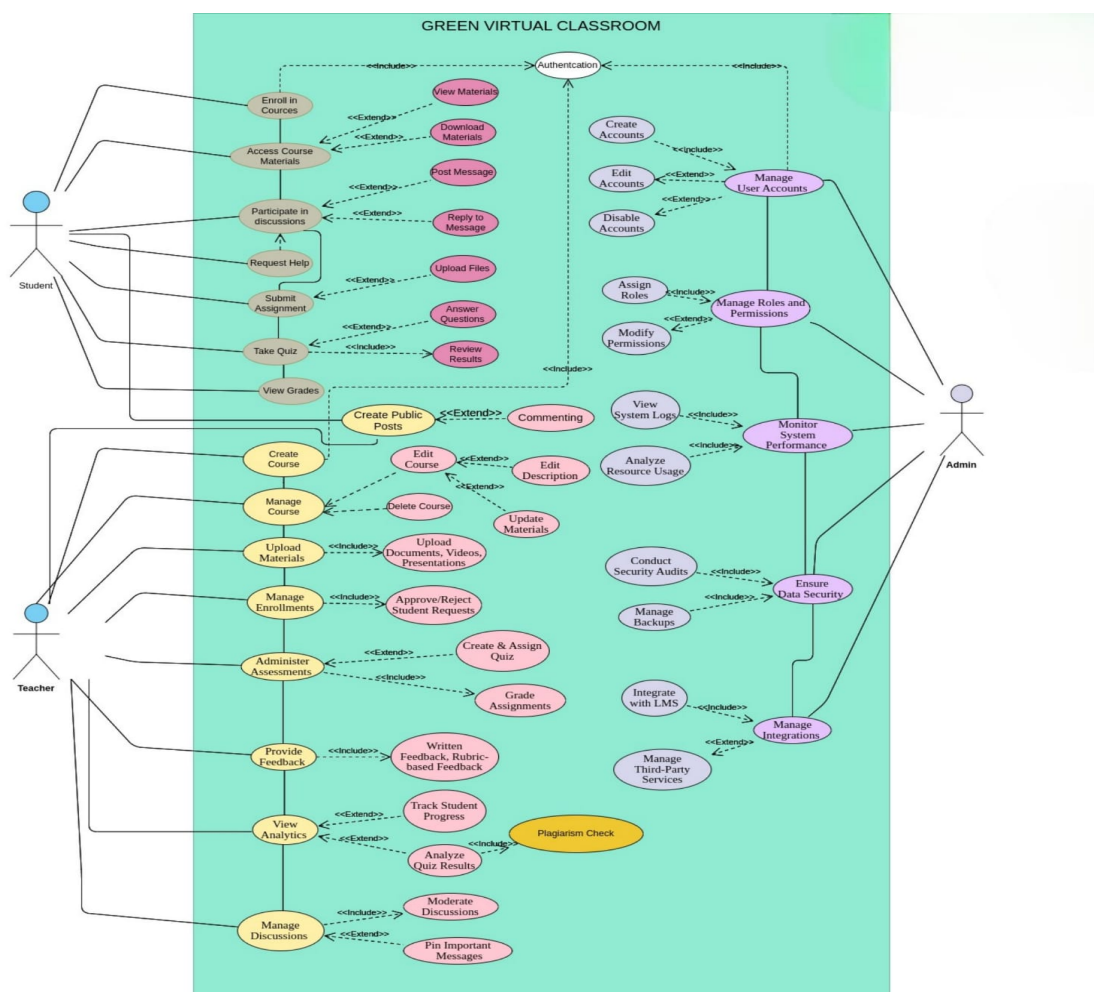 GREEN VIRTUAL CLASSROOM
<<Include>>
Authentcation
<<Include>>
Enroll in
Cources
View Materials
<<Extend>>
Download
Materials
<<Extend>>
Access Course
Materials
Post Message
<<Extend>>
Participate in
discussions
<<Extend>>
Reply to
Message
Request Help
Upload Files
<<Extend>>
Submit
Assignment
Answer
Questions
<<Extend>>
Take Quiz
<<Include>>
Review
Results
View Grades
<<Include>>
Student
Create
Accounts
<<Include>>
Manage
User Accounts
Edit
Accounts
<<Extend>>
Disable
Accounts
<<Extend>>
Assign
Roles
<<Include>>
Manage Roles and
Permissions
<<Extend>>
Modify
Permissions
View
System Logs
<<Include>>
Monitor
System
Performance
Analyze
Resource Usage
<<Include>>
Admin
Conduct
Security Audits
<<Include>>
Ensure
Data Security
Manage
Backups
<<Include>>
Integrate
with LMS
<<Include>>
Manage
Integrations
<<Extend>>
Manage
Third-Party
Services
Create Public
Posts
<<Extend>>
Commenting
Create
Course
Edit
Course
<<Extend>>
Edit
Description
<<Extend>>
Manage
Course
Delete Course
Update
Materials
Upload
Materials
<<Include>>
Upload
Documents, Videos,
Presentations
Manage
Enrollments
<<Include>>
Approve/Reject
Student Requests
Teacher
Administer
Assessments
<<Extend>>
Create & Assign
Quiz
<<Include>>
Grade
Assignments
Provide
Feedback
<<Include>>
Written
Feedback, Rubric-
based Feedback
View
Analytics
<<Extend>>
Track Student
Progress
<<Extend>>
Analyze
Quiz Results
<<Include>>
Plagiarism Check
Manage
Discussions
<<Include>>
Moderate
Discussions
<<Extend>>
Pin Important
Messages